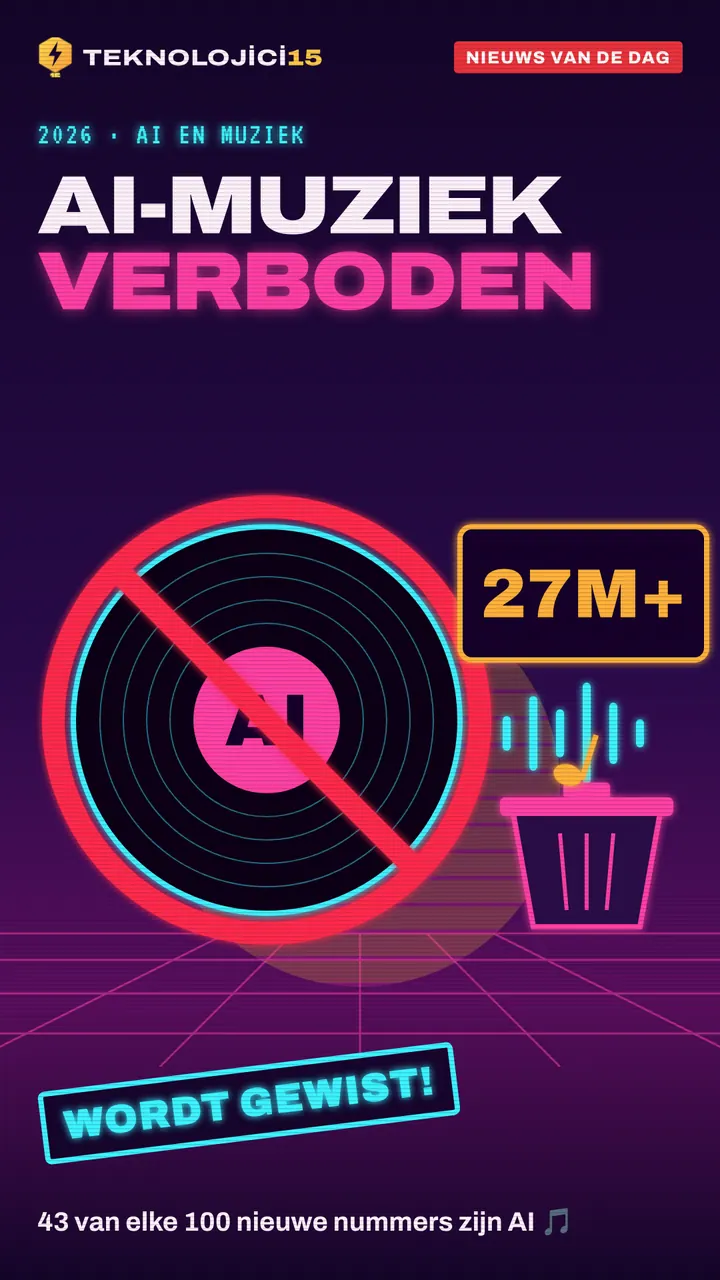 TEKNOLOJİCİ15
NIEUWS VAN DE DAG
2026 · AI EN MUZIEK
AI-MUZIEK
VERBODEN
27M+
AI
WORDT GEWIST!
43 van elke 100 nieuwe nummers zijn AI 🎵